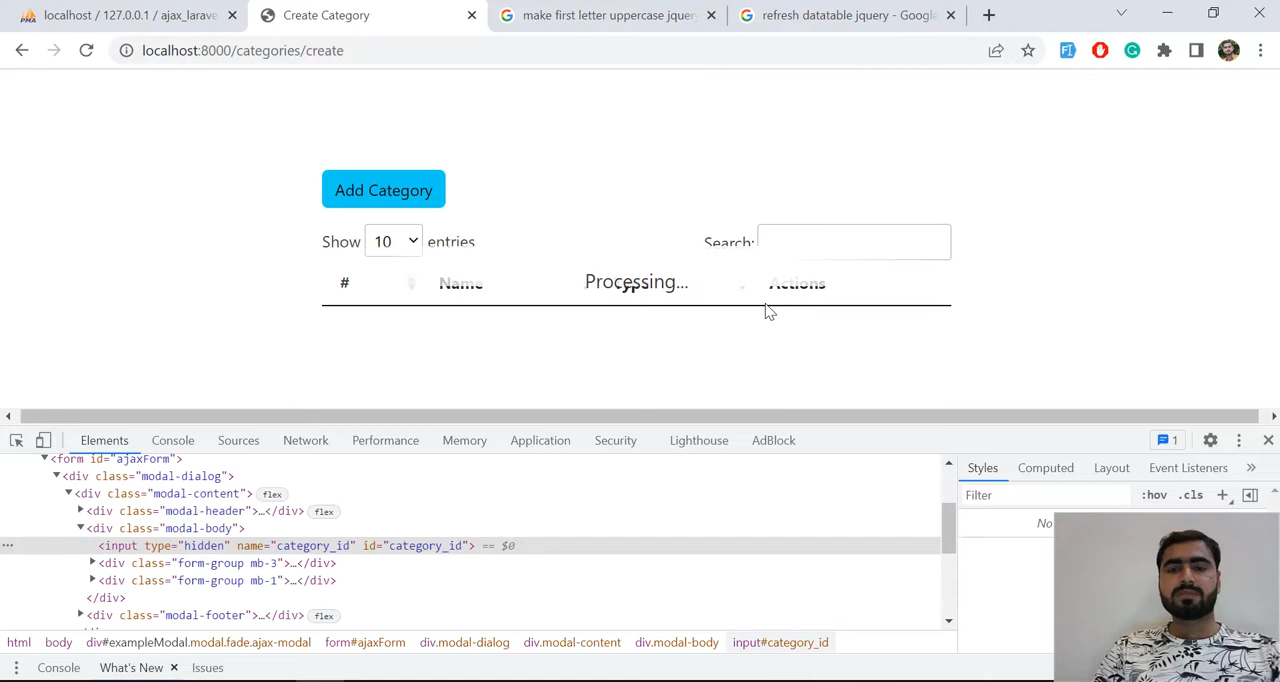 localhost / 127.0.0.1 / ajax_larave
Create Category
make first letter uppercase jquery
refresh datatable jquery - Google
localhost:8000/categories/create
Add Category
Show 10 entries
Search:
# Name Type Actions
Processing...
Elements Console Sources Network Performance Memory Application Security Lighthouse AdBlock 1
<form id="ajaxForm">
<div class="modal-dialog">
<div class="modal-content"> flex
<div class="modal-header">…</div> flex
<div class="modal-body">
<input type="hidden" name="category_id" id="category_id"> == $0
<div class="form-group mb-3">…</div>
<div class="form-group mb-1">…</div>
</div>
<div class="modal-footer">…</div> flex
Styles Computed Layout Event Listeners
Filter :hov .cls
No
html body div#exampleModal.modal.fade.ajax-modal form#ajaxForm div.modal-dialog div.modal-content div.modal-body input#category_id
Console What's New Issues